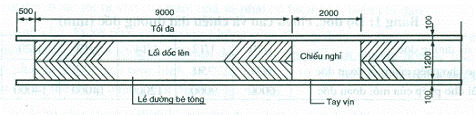 500
9000
2000
100
Tối đa
Lối dốc lên
Chiếu nghỉ
1200
Lề đường bê tông
Tay vịn
100